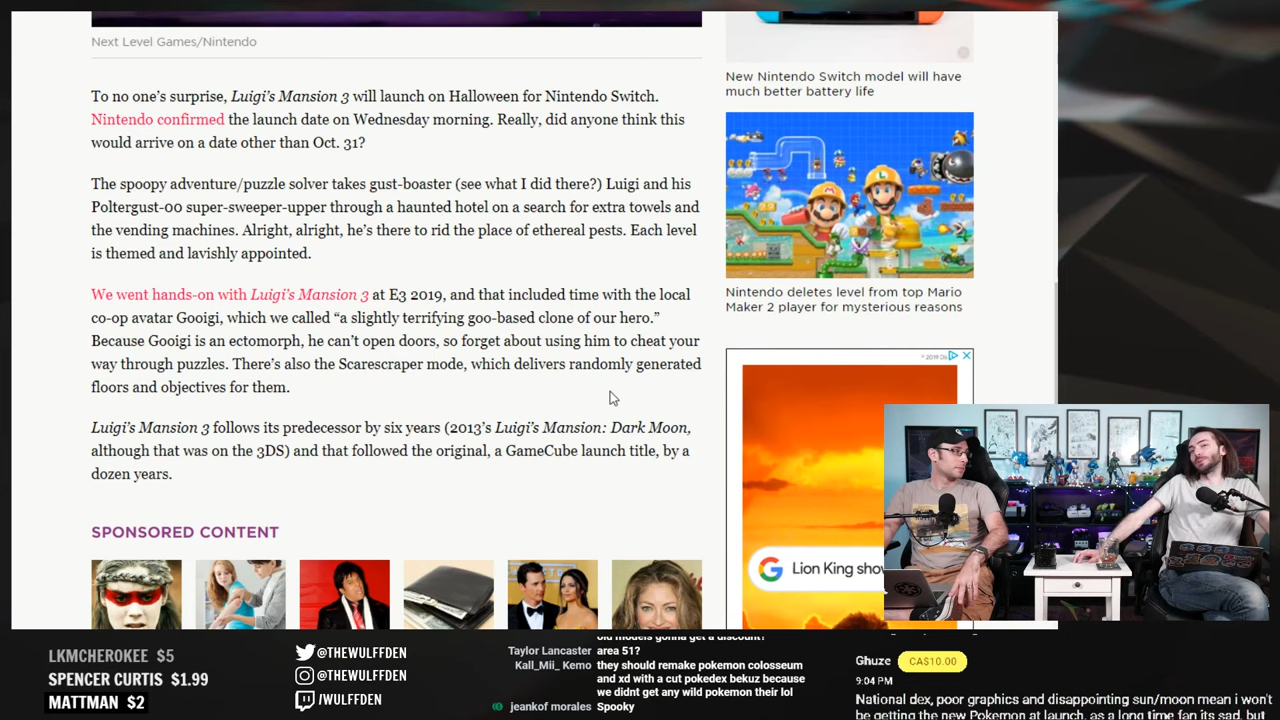 Next Level Games/Nintendo
To no one's surprise, Luigi's Mansion 3 will launch on Halloween for Nintendo Switch.
Nintendo confirmed the launch date on Wednesday morning. Really, did anyone think this
would arrive on a date other than Oct. 31?
The spoopy adventure/puzzle solver takes gust-boaster (see what I did there?) Luigi and his
Poltergust-00 super-sweeper-upper through a haunted hotel on a search for extra towels and
the vending machines. Alright, alright, he's there to rid the place of ethereal pests. Each level
is themed and lavishly appointed.
We went hands-on with Luigi's Mansion 3 at E3 2019, and that included time with the local
co-op avatar Gooigi, which we called “a slightly terrifying goo-based clone of our hero.”
Because Gooigi is an ectomorph, he can't open doors, so forget about using him to cheat your
way through puzzles. There's also the Scarescraper mode, which delivers randomly generated
floors and objectives for them.
Luigi's Mansion 3 follows its predecessor by six years (2013's Luigi's Mansion: Dark Moon,
although that was on the 3DS) and that followed the original, a GameCube launch title, by a
dozen years.
SPONSORED CONTENT
New Nintendo Switch model will have
much better battery life
Nintendo deletes level from top Mario
Maker 2 player for mysterious reasons
© 2019 Di
Lion King sho
LKMCHEROKEE $5
SPENCER CURTIS $1.99
MATTMAN $2
@THEWULFFDEN
@THEWULFFDEN
/WULFFDEN
old models gonna get a discount?
Taylor Lancaster area 51?
Kall_Mii_Kemo they should remake pokemon colosseum
and xd with a cut pokedex bekuz because
we didnt get any wild pokemon their lol
jeankof morales Spooky
Ghuze CA$10.00
9:04 PM
National dex, poor graphics and disappointing sun/moon mean i won't
be getting the new Pokemon at launch, as a long time fan its sad, but